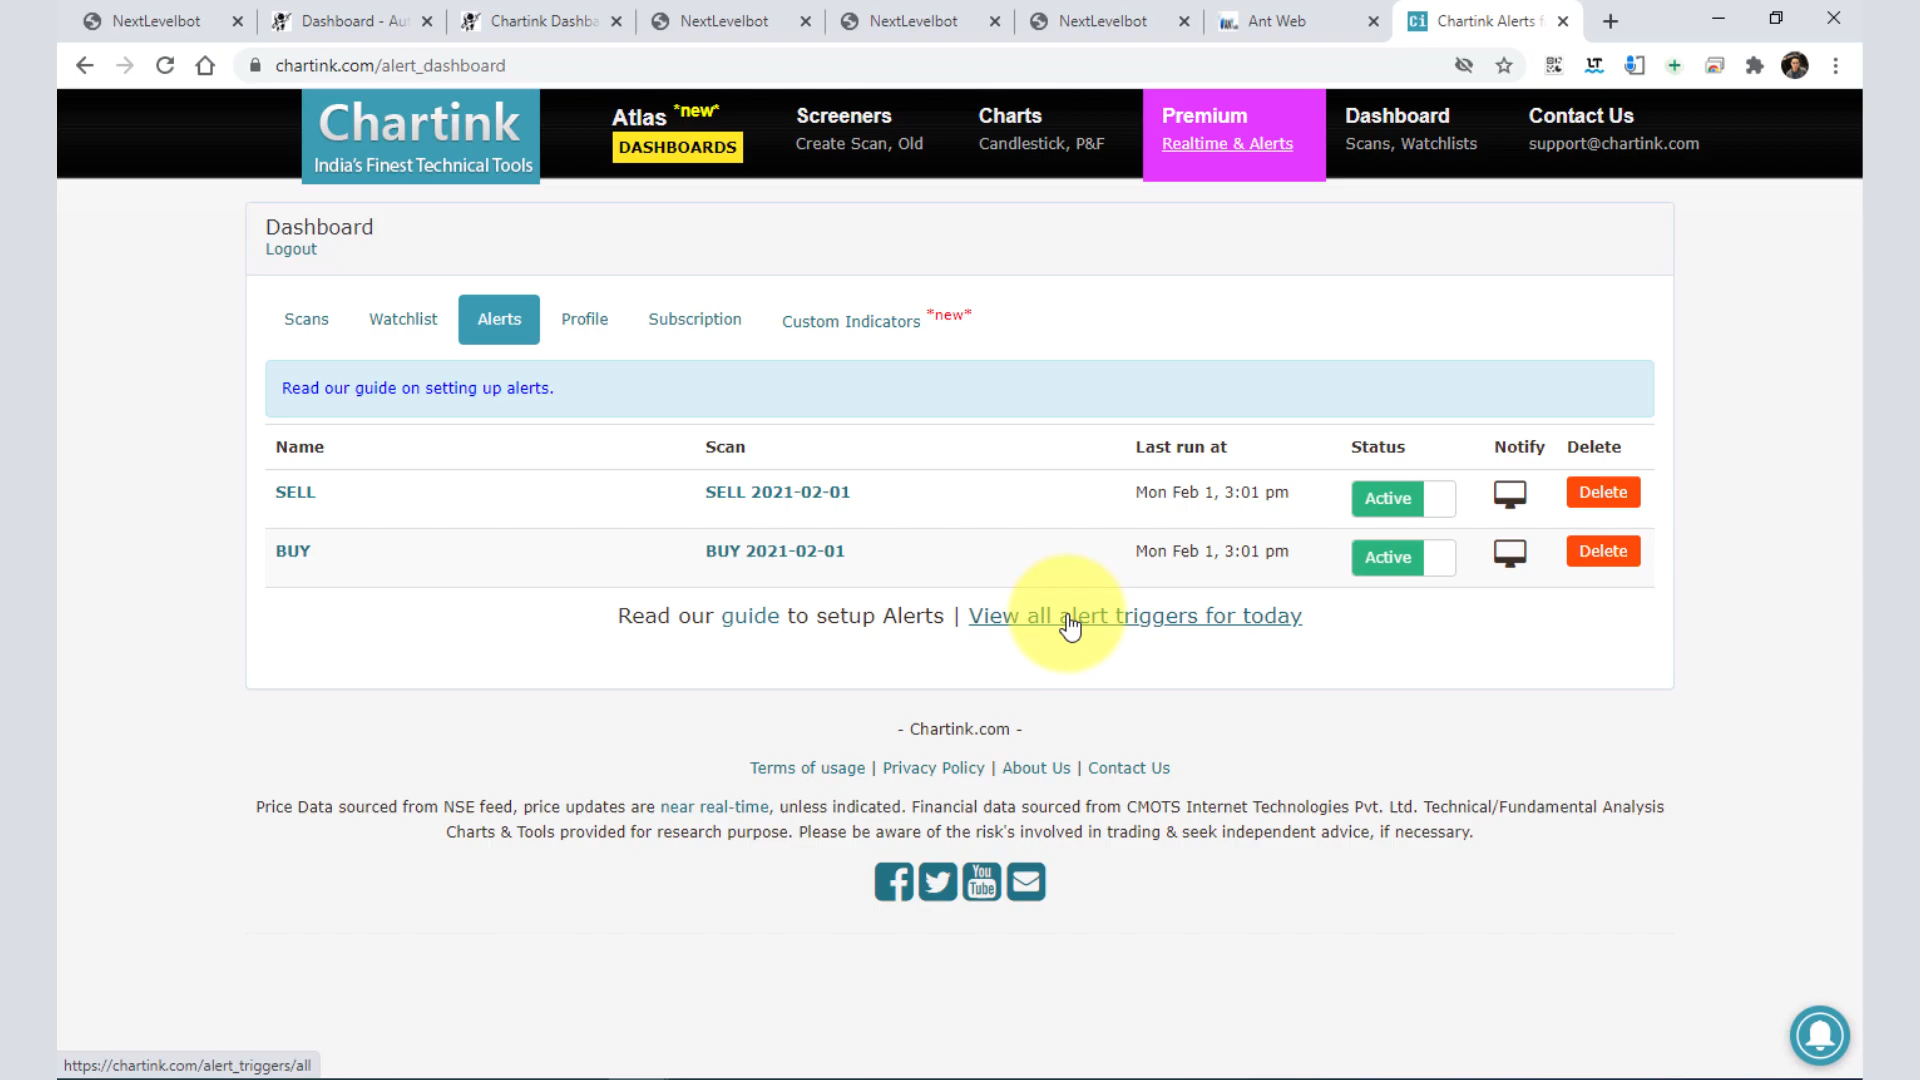 NextLevelbot
Dashboard - Au
Chartink Dashbo
NextLevelbot
NextLevelbot
NextLevelbot
Ant Web
Chartink Alerts f
chartink.com/alert_dashboard
Chartink
India's Finest Technical Tools
Atlas *new*
DASHBOARDS
Screeners
Create Scan, Old
Charts
Candlestick, P&F
Premium
Realtime & Alerts
Dashboard
Scans, Watchlists
Contact Us
support@chartink.com
Dashboard
Logout
Scans Watchlist Alerts Profile Subscription Custom Indicators *new*
Read our guide on setting up alerts.
Name Scan Last run at Status Notify Delete
SELL SELL 2021-02-01 Mon Feb 1, 3:01 pm Active Delete
BUY BUY 2021-02-01 Mon Feb 1, 3:01 pm Active Delete
Read our guide to setup Alerts | View all alert triggers for today
- Chartink.com -
Terms of usage | Privacy Policy | About Us | Contact Us
Price Data sourced from NSE feed, price updates are near real-time, unless indicated. Financial data sourced from CMOTS Internet Technologies Pvt. Ltd. Technical/Fundamental Analysis
Charts & Tools provided for research purpose. Please be aware of the risk's involved in trading & seek independent advice, if necessary.
You
Tube
https://chartink.com/alert_triggers/all